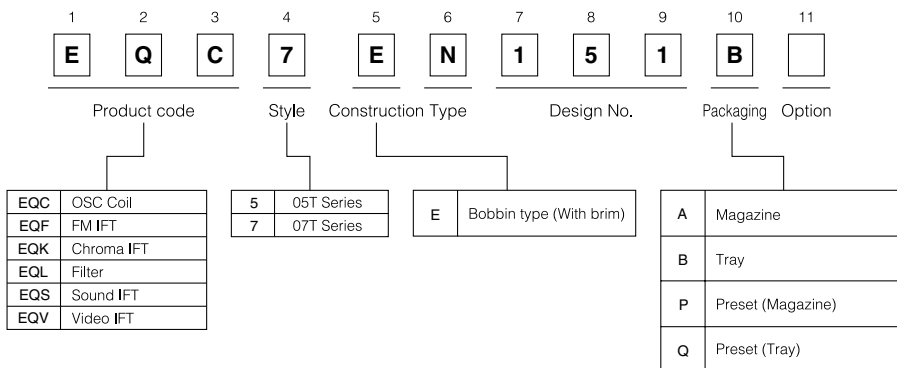 1 2 3 4 5 6 7 8 9 10 11
E Q C 7 E N 1 5 1 B
Product code Style Construction Type Design No. Packaging Option
EQC OSC Coil
EQF FM IFT
EQK Chroma IFT
EQL Filter
EQS Sound IFT
EQV Video IFT
5 05T Series
7 07T Series
E Bobbin type (With brim)
A Magazine
B Tray
P Preset (Magazine)
Q Preset (Tray)